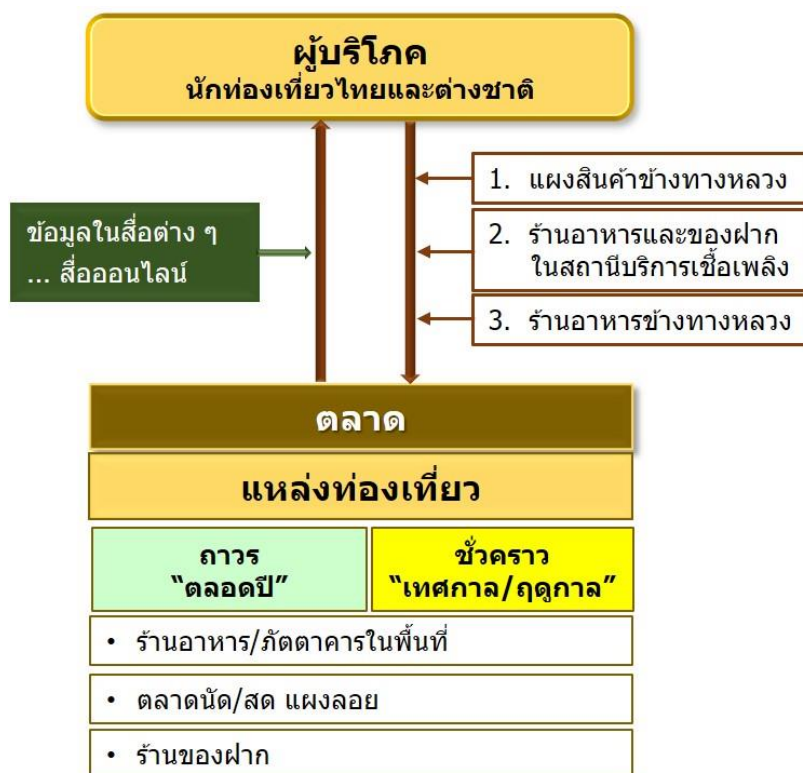 ผู้บริโภค
นักท่องเที่ยวไทยและต่างชาติ
1. แผงสินค้าข้างทางหลวง
ข้อมูลในสื่อต่าง ๆ
... สื่อออนไลน์
2. ร้านอาหารและของฝาก
ในสถานีบริการเชื้อเพลิง
3. ร้านอาหารข้างทางหลวง
ตลาด
แหล่งท่องเที่ยว
ถาวร
“ตลอดปี”
ชั่วคราว
“เทศกาล/ฤดูกาล”
• ร้านอาหาร/ภัตตาคารในพื้นที่
• ตลาดนัด/สด แผงลอย
• ร้านของฝาก